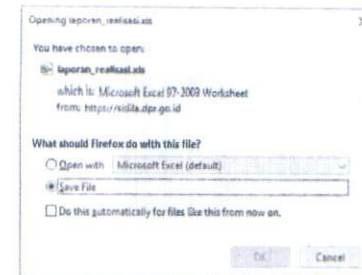 Opening laporan_realisasi.xls
You have chosen to open:
laporan_realisasi.xls
which is: Microsoft Excel 97-2003 Worksheet
from: https://sislila.dpr.go.id
What should Firefox do with this file?
Open with Microsoft Excel (default)
Save File
Do this automatically for files like this from now on.
OK Cancel